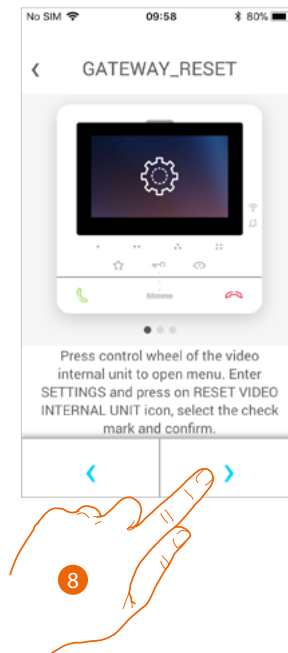 No SIM 09:58 80%
GATEWAY_RESET
bticino
Press control wheel of the video
internal unit to open menu. Enter
SETTINGS and press on RESET VIDEO
INTERNAL UNIT icon, select the check
mark and confirm.
8